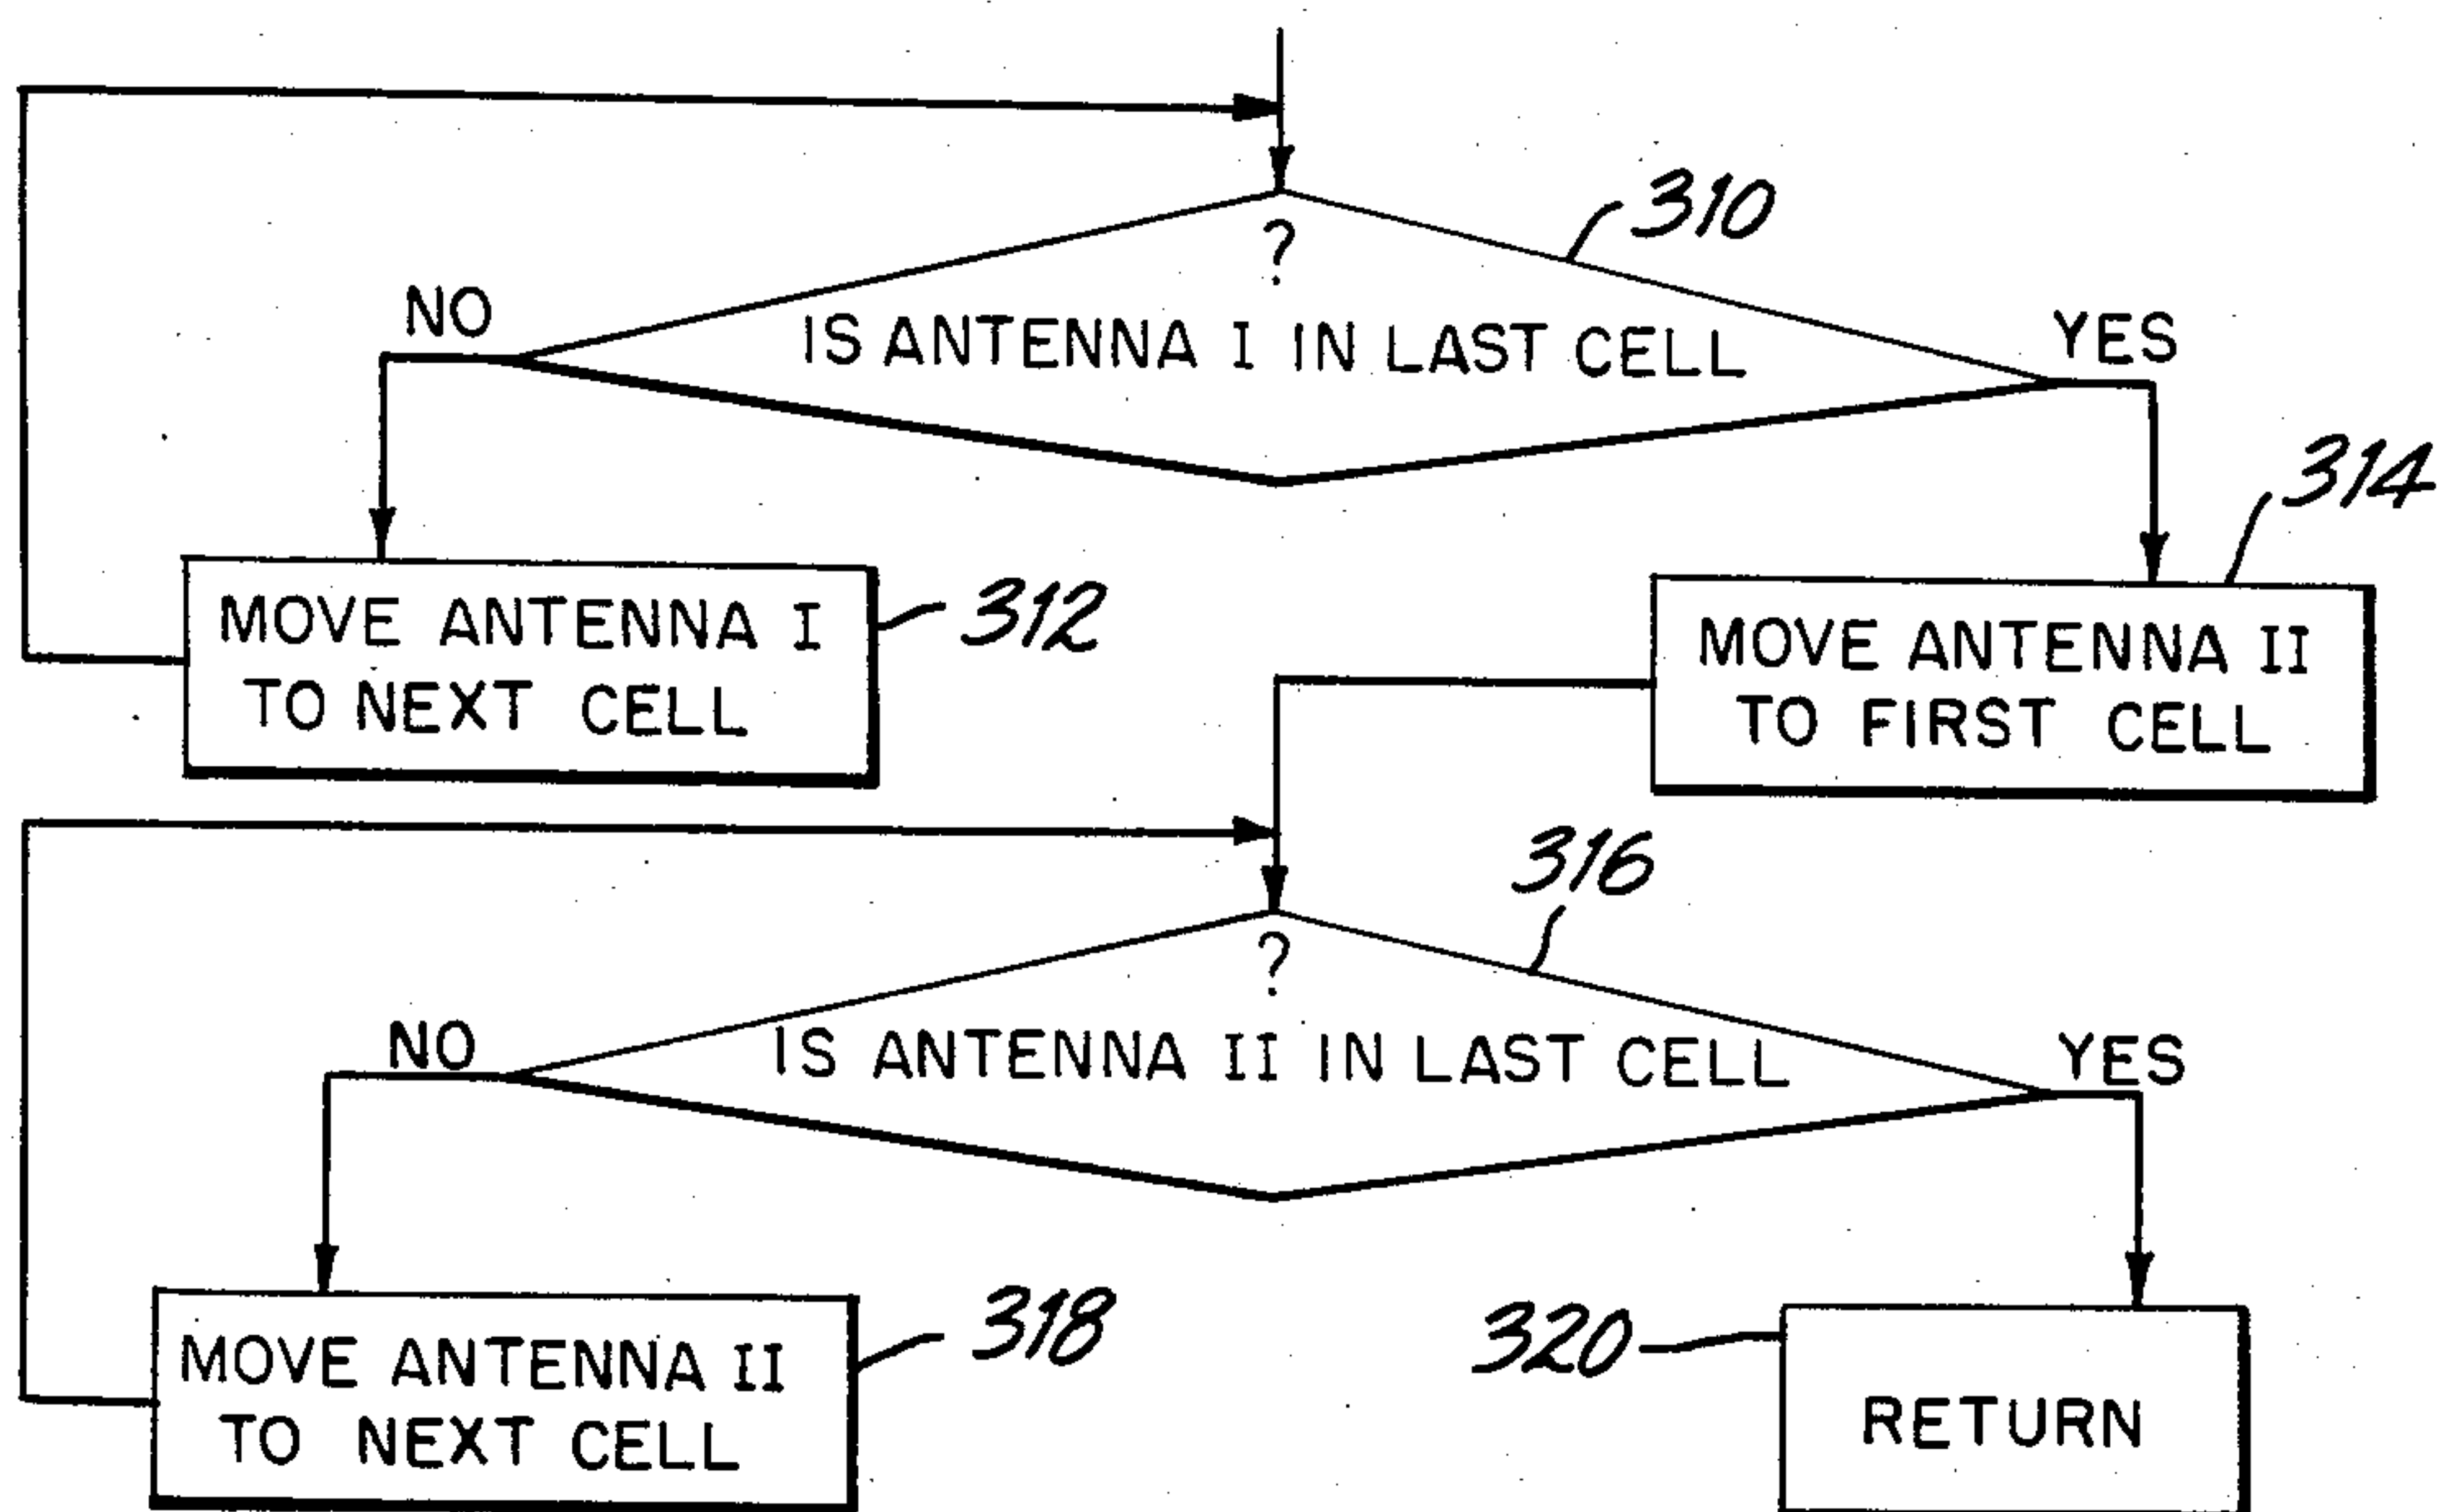 310
?
NO
IS ANTENNA I IN LAST CELL
YES
314
MOVE ANTENNA I
TO NEXT CELL
312
MOVE ANTENNA II
TO FIRST CELL
316
?
NO
IS ANTENNA II IN LAST CELL
YES
MOVE ANTENNA II
TO NEXT CELL
318
320
RETURN